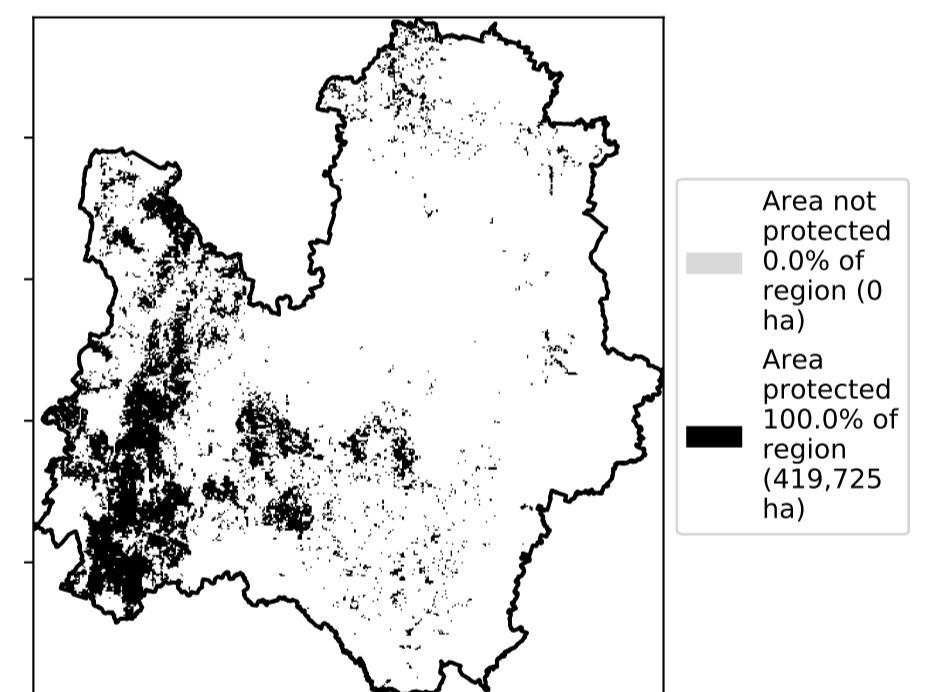 Area not
protected
0.0% of
region (0
ha)
Area
protected
100.0% of
region
(419,725
ha)